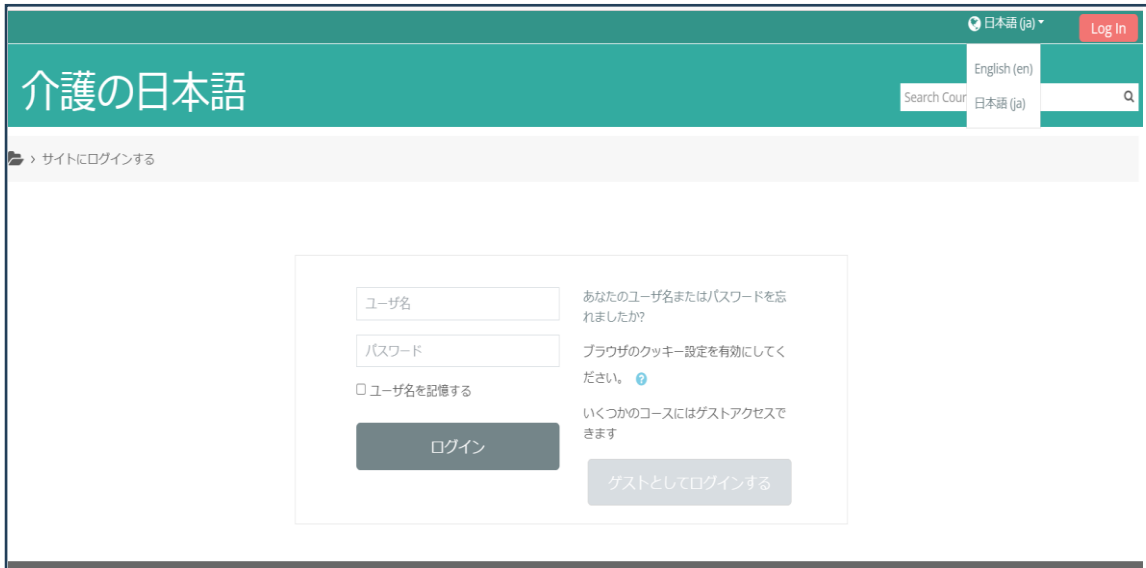 日本語 (ja)
Log In
English (en)
日本語 (ja)
介護の日本語
Search Cour
› サイトにログインする
ユーザ名
パスワード
ユーザ名を記憶する
ログイン
あなたのユーザ名またはパスワードを忘
れましたか?
ブラウザのクッキー設定を有効にしてく
ださい。 ?
いくつかのコースにはゲストアクセスで
きます
ゲストとしてログインする